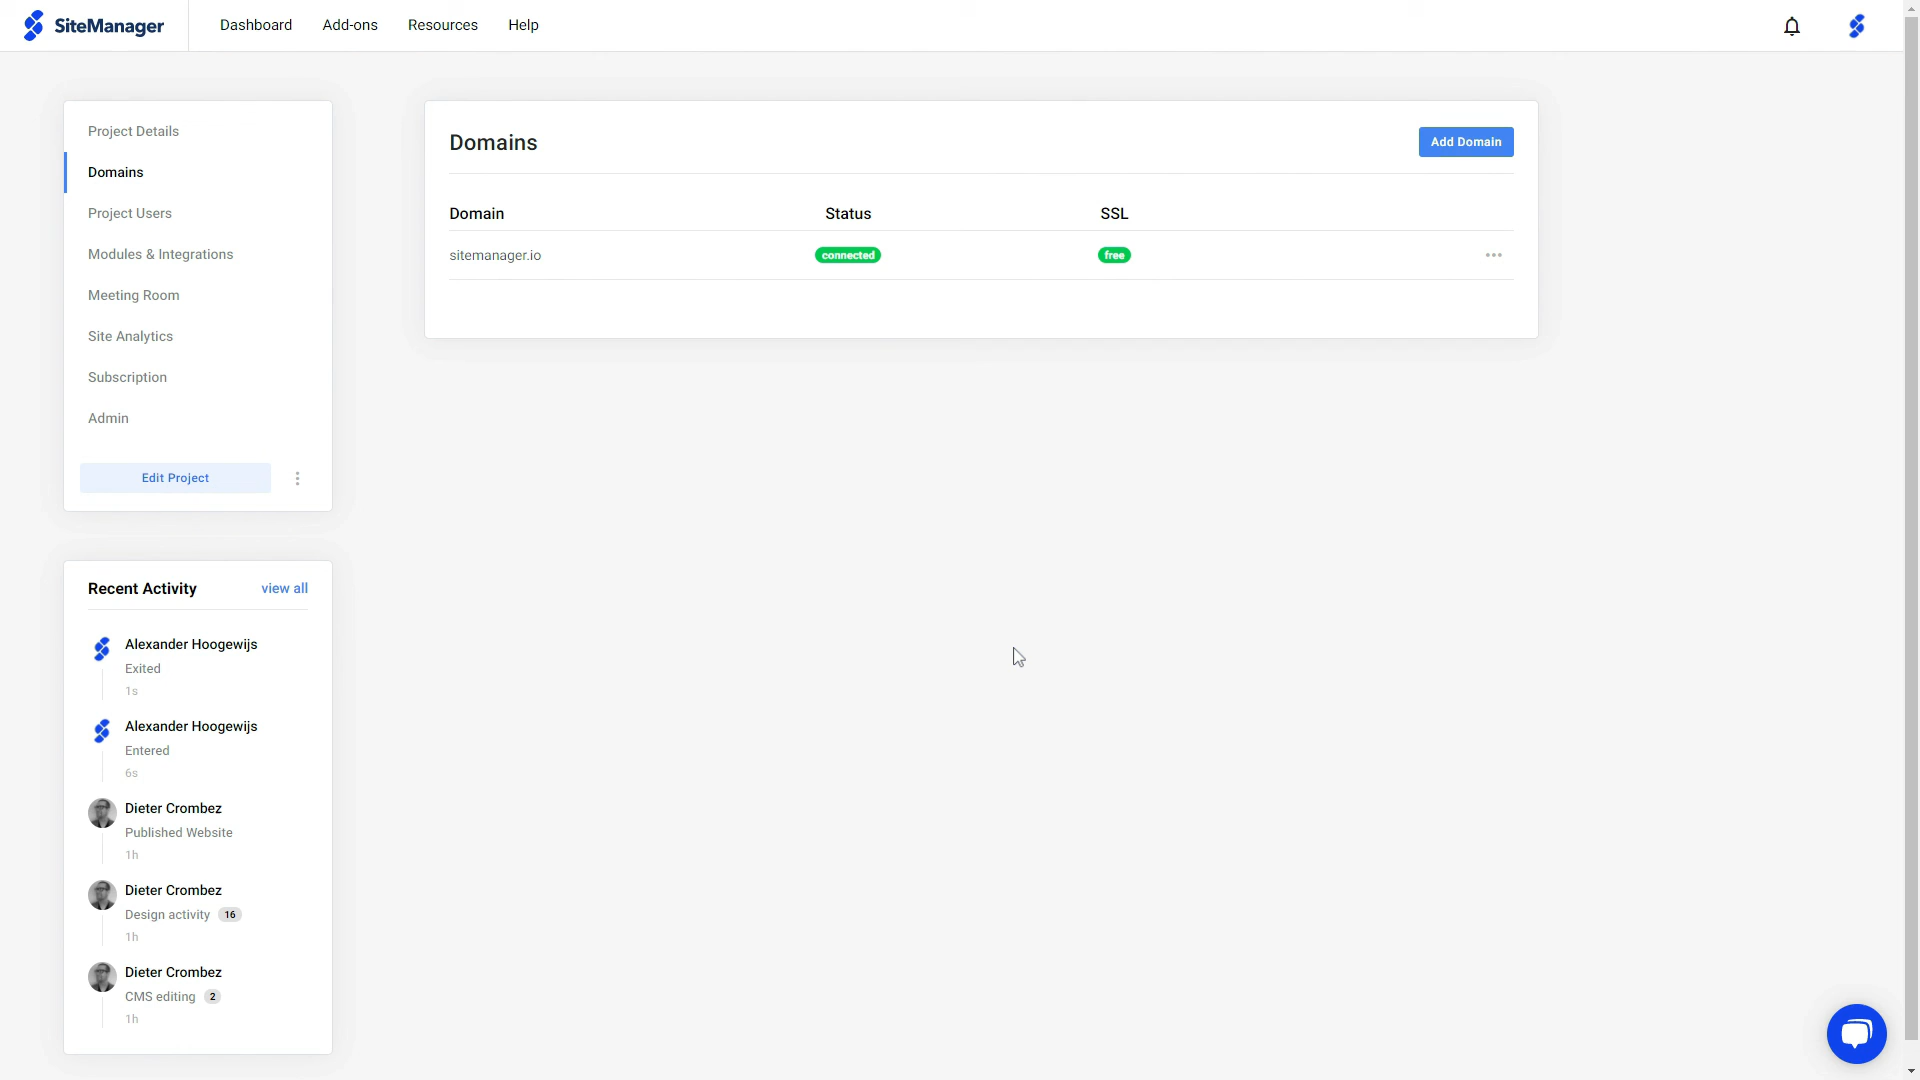 SiteManager
Dashboard
Add-ons
Resources
Help
Project Details
Domains
Project Users
Modules & Integrations
Meeting Room
Site Analytics
Subscription
Admin
Edit Project
Domains
Add Domain
Domain
Status
SSL
sitemanager.io
connected
free
Recent Activity
view all
Alexander Hoogewijs
Exited
1s
Alexander Hoogewijs
Entered
6s
Dieter Crombez
Published Website
1h
Dieter Crombez
Design activity 16
1h
Dieter Crombez
CMS editing 2
1h